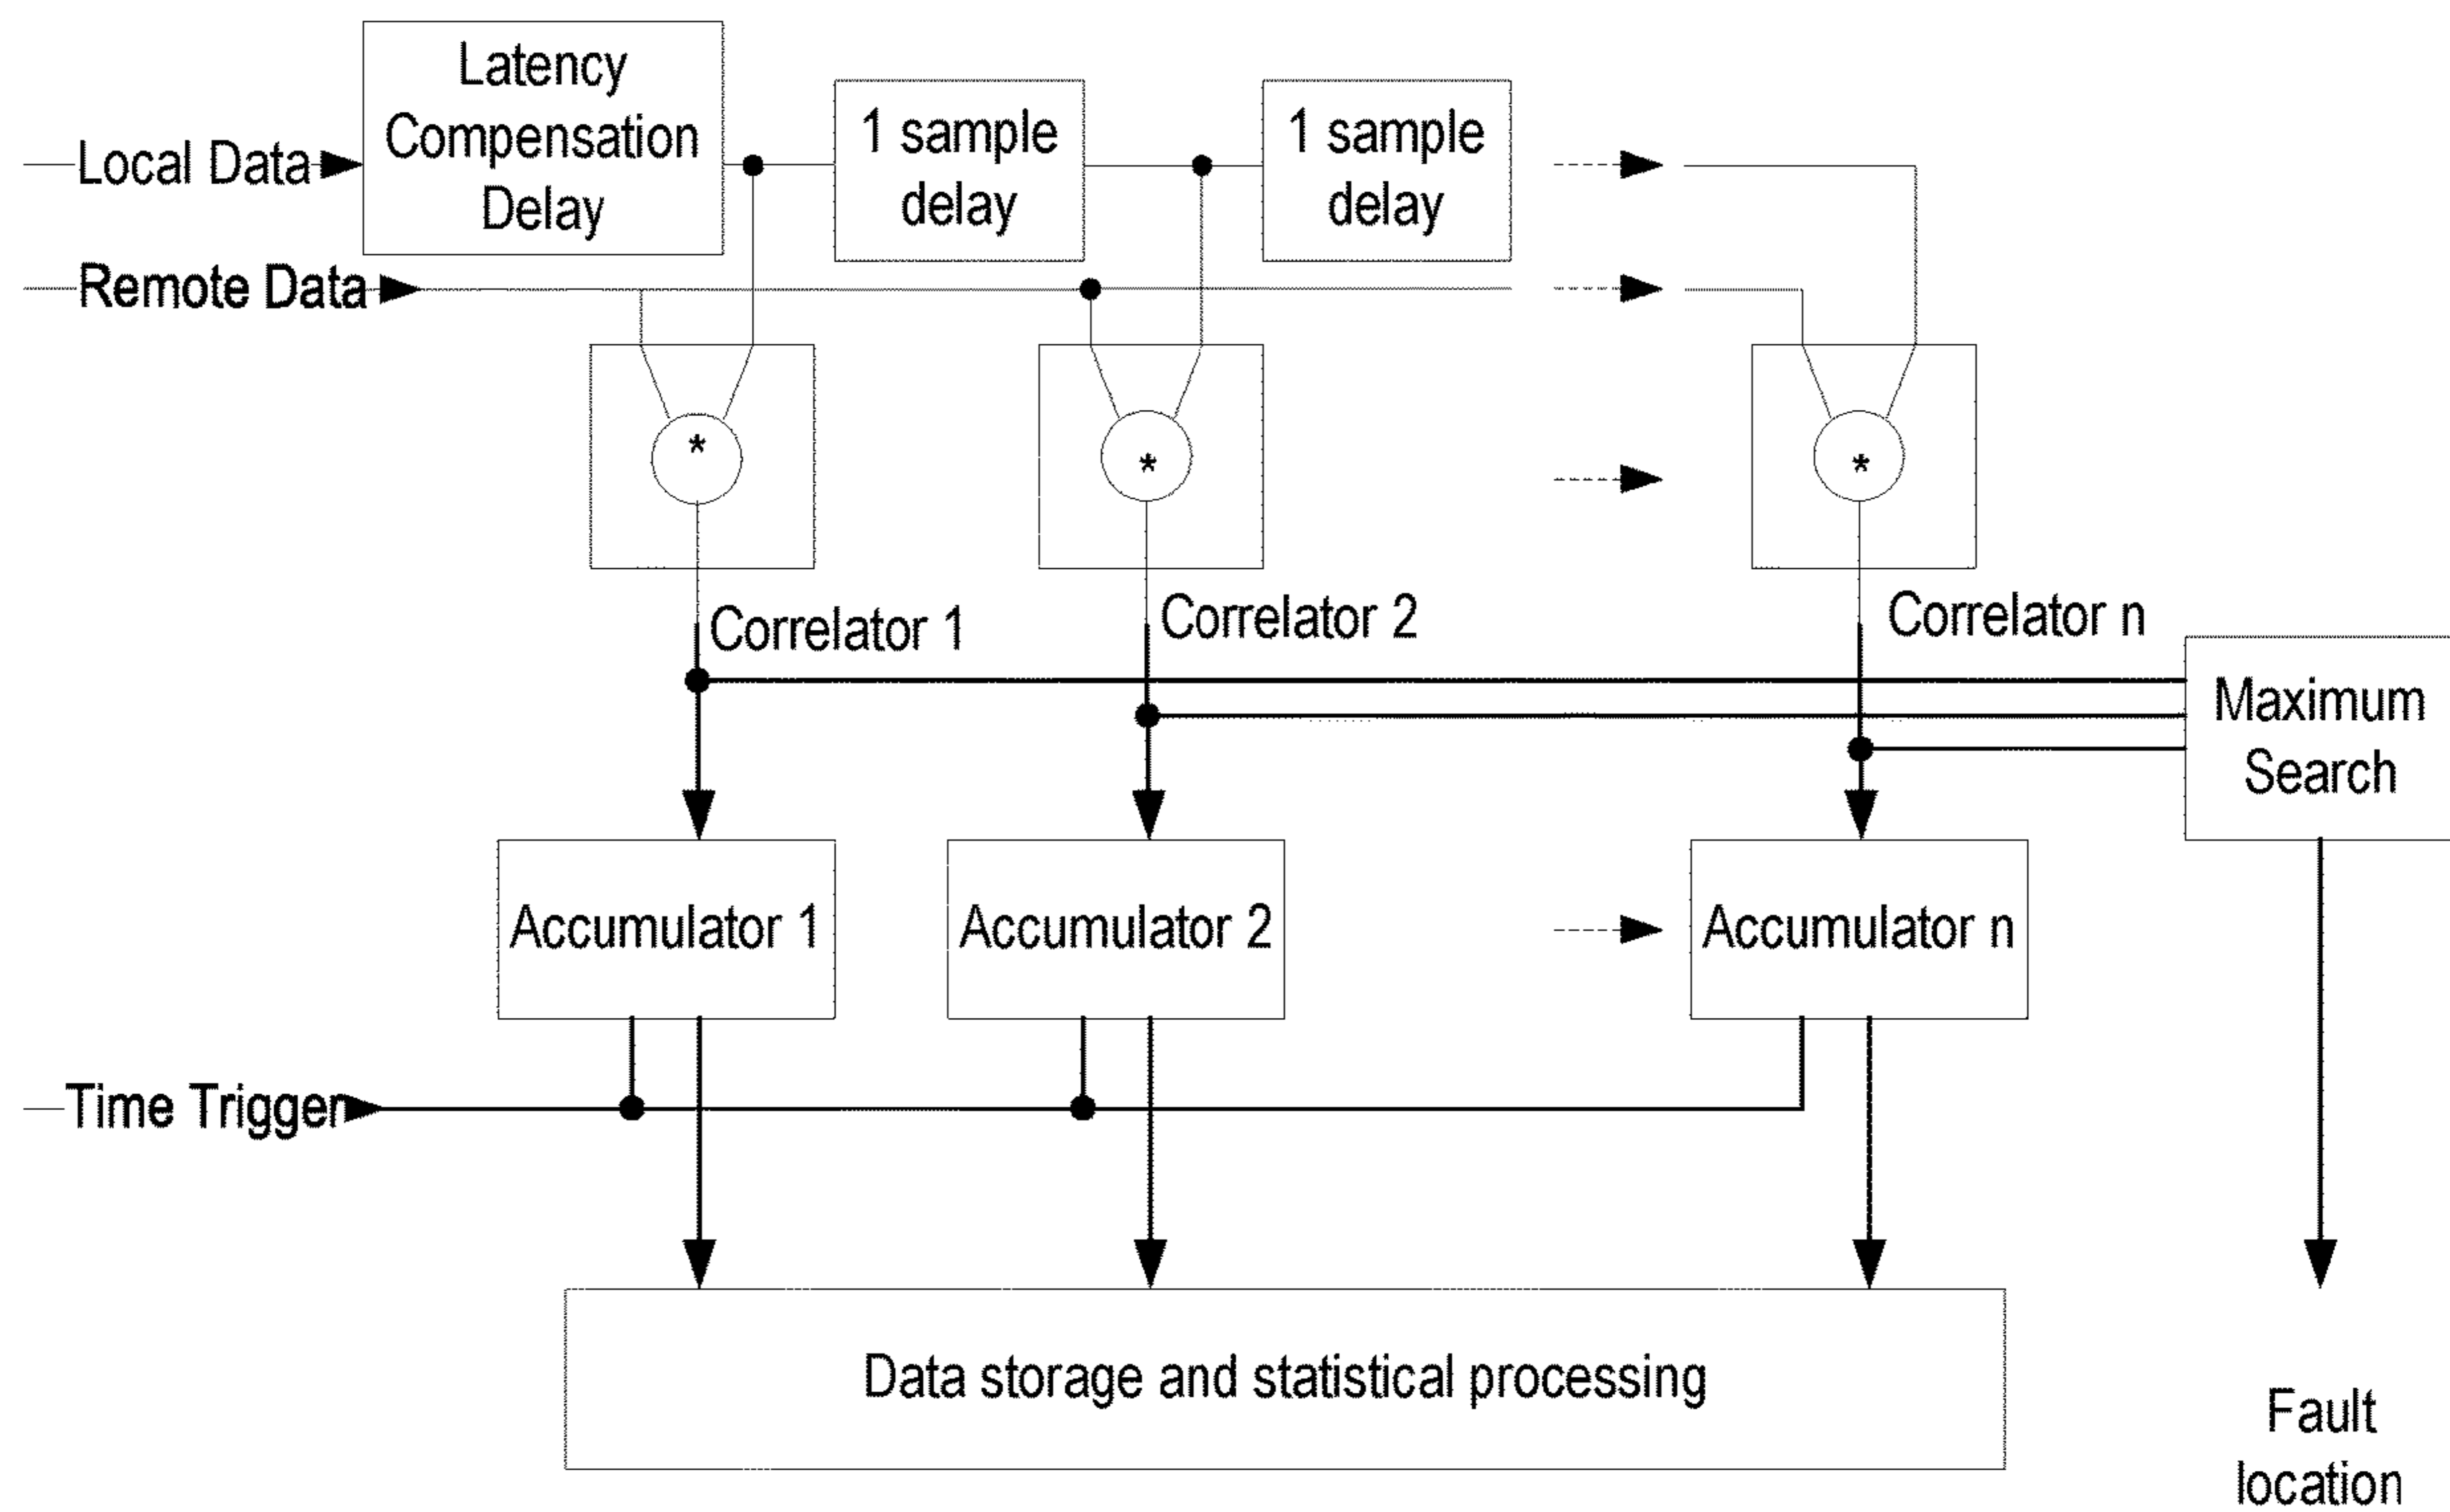 Latency
Compensation
Delay
1 sample
delay
1 sample
delay
Local Data
Remote Data
*
*
*
Correlator 1
Correlator 2
Correlator n
Maximum
Search
Accumulator 1
Accumulator 2
Accumulator n
Time Trigger
Data storage and statistical processing
Fault
location